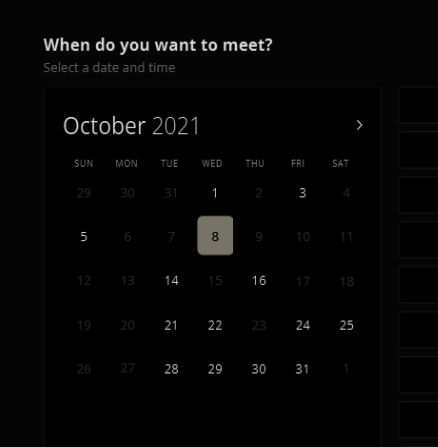 When do you want to meet?
Select a date and time
October 2021
SUN MON TUE WED THU FRI SAT
29 30 31 1 2 3 4
5 6 7 8 9 10 11
12 13 14 15 16 17 18
19 20 21 22 23 24 25
26 27 28 29 30 31 1